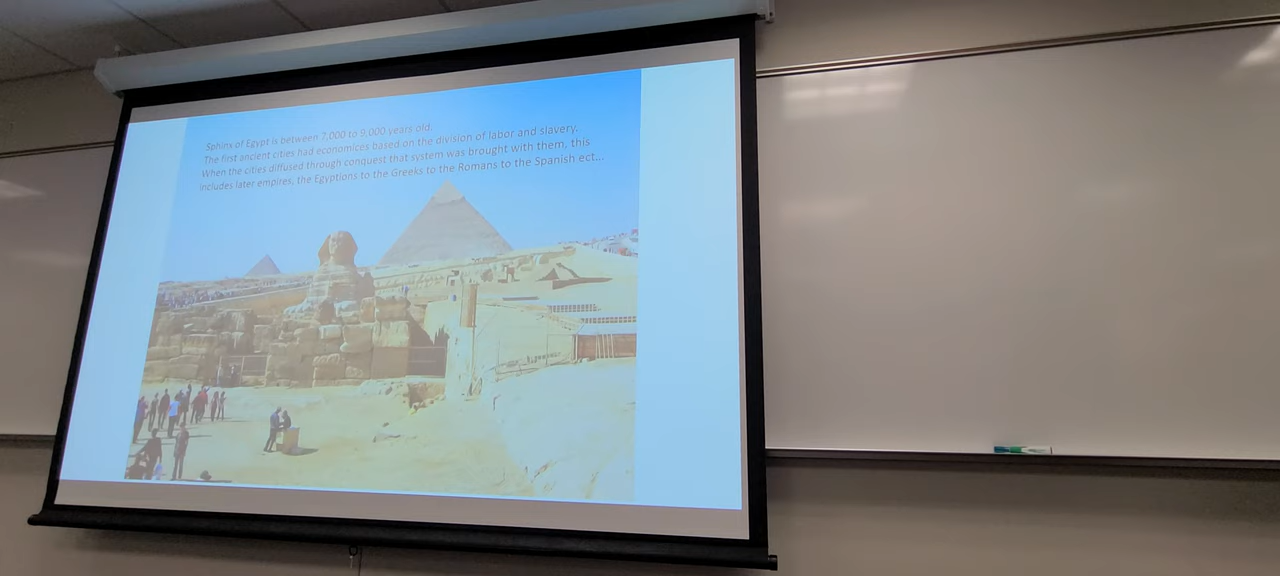 Sphinx of Egypt is between 7,000 to 9,000 years old.
The first ancient cities had economices based on the division of labor and slavery.
When the cities diffused through conquest that system was brought with them, this
includes later empires, the Egyptions to the Greeks to the Romans to the Spanish ect...